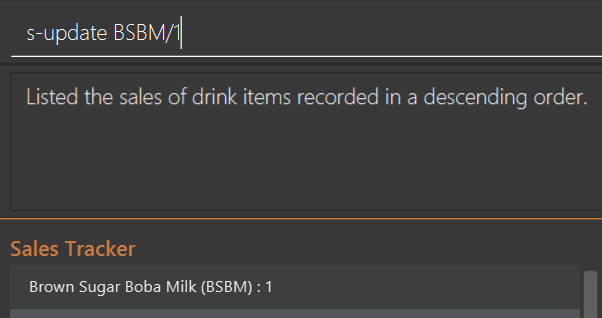 s-update BSBM/1
Listed the sales of drink items recorded in a descending order.
Sales Tracker
Brown Sugar Boba Milk (BSBM) : 1